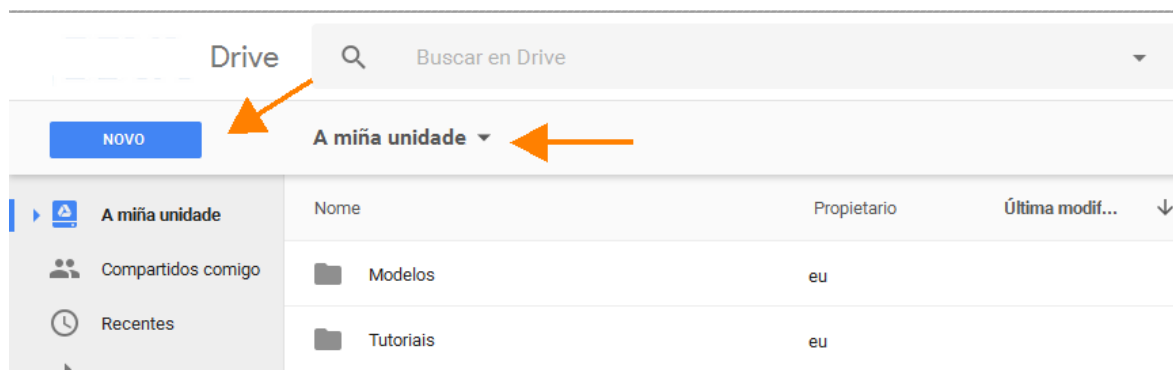 Drive
Buscar en Drive
NOVO
A miña unidade
A miña unidade
Nome
Propietario
Última modif...
Compartidos comigo
Modelos
eu
Recentes
Tutoriais
eu